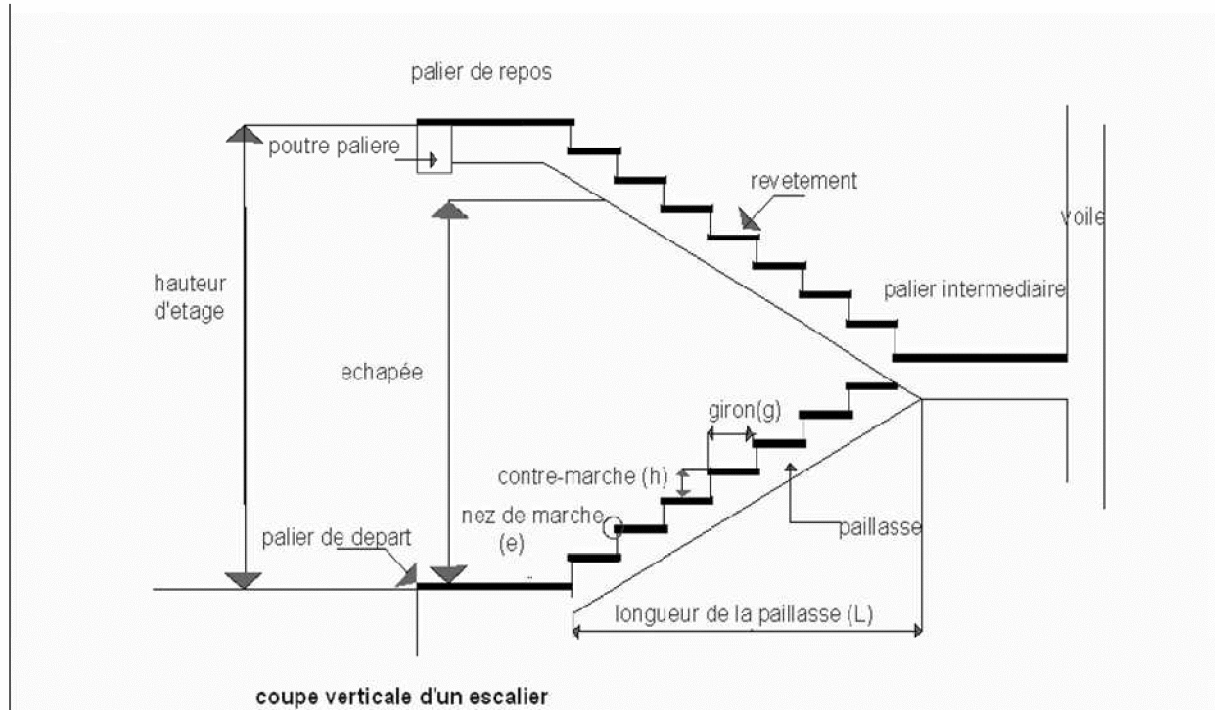 palier de repos
poutre paliere
revetement
voile
hauteur
d'etage
palier intermediaire
echapée
giron(g)
contre-marche (h)
nez de marche
(e)
palier de depart
paillasse
longueur de la paillasse (L)
coupe verticale d'un escalier